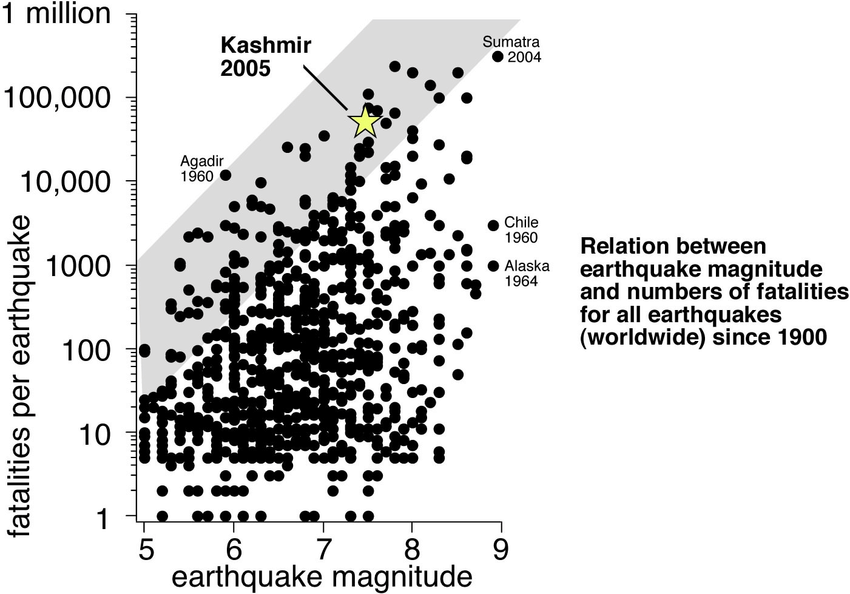 1 million
100,000
10,000
1000
100
10
1
fatalities per earthquake
Kashmir
2005
Sumatra
2004
Agadir
1960
Chile
1960
Alaska
1964
5 6 7 8 9
earthquake magnitude
Relation between
earthquake magnitude
and numbers of fatalities
for all earthquakes
(worldwide) since 1900